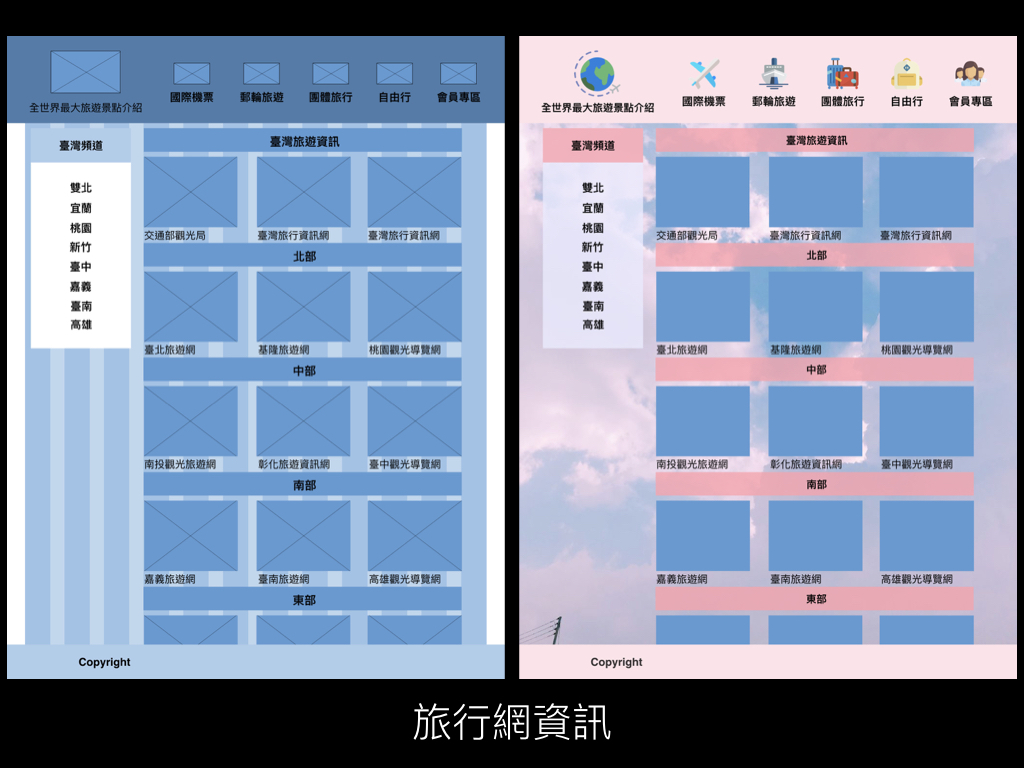 國際機票 郵輪旅遊 團體旅行 自由行 會員專區
全世界最大旅遊景點介紹
臺灣頻道
雙北
宜蘭
桃園
新竹
臺中
嘉義
臺南
高雄
臺灣旅遊資訊
交通部觀光局 臺灣旅行資訊網 臺灣旅行資訊網
北部
臺北旅遊網 基隆旅遊網 桃園觀光導覽網
中部
南投觀光旅遊網 彰化旅遊資訊網 臺中觀光導覽網
南部
嘉義旅遊網 臺南旅遊網 高雄觀光導覽網
東部
Copyright
國際機票 郵輪旅遊 團體旅行 自由行 會員專區
全世界最大旅遊景點介紹
臺灣頻道
雙北
宜蘭
桃園
新竹
臺中
嘉義
臺南
高雄
臺灣旅遊資訊
交通部觀光局 臺灣旅行資訊網 臺灣旅行資訊網
北部
臺北旅遊網 基隆旅遊網 桃園觀光導覽網
中部
南投觀光旅遊網 彰化旅遊資訊網 臺中觀光導覽網
南部
嘉義旅遊網 臺南旅遊網 高雄觀光導覽網
東部
Copyright
旅行網資訊